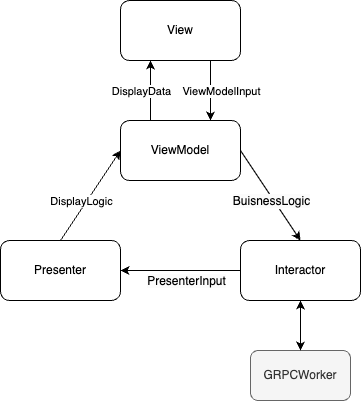 View
DisplayData
ViewModelInput
ViewModel
DisplayLogic
BuisnessLogic
Presenter
PresenterInput
Interactor
GRPCWorker